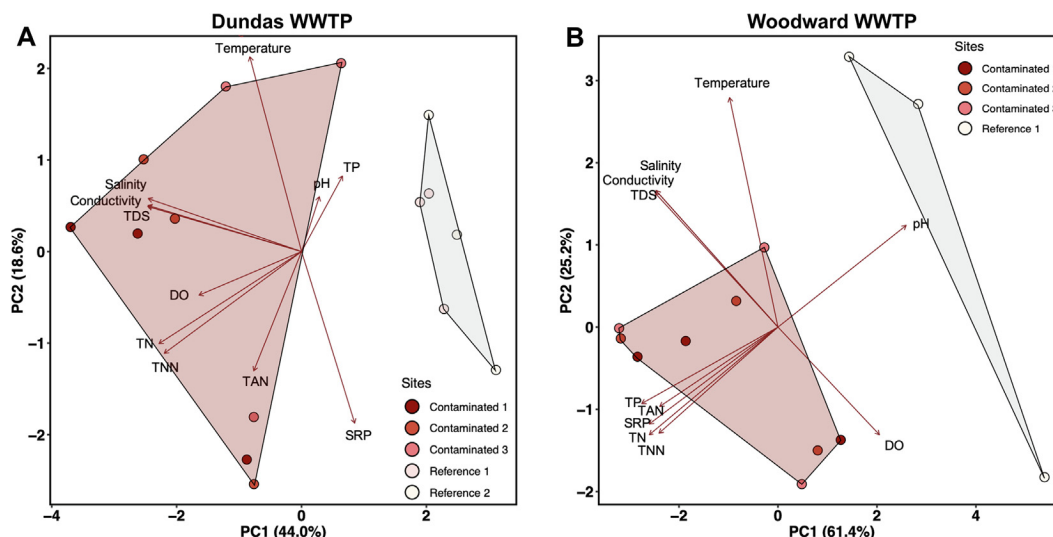 Dundas WWTP
A
Temperature
TP
pH
Salinity
Conductivity
TDS
DO
TN
TNN
TAN
SRP
Sites
Contaminated 1
Contaminated 2
Contaminated 3
Reference 1
Reference 2
2
1
0
−1
−2
PC2 (18.6%)
−4
−2
0
2
PC1 (44.0%)
Woodward WWTP
B
Sites
Contaminated
Contaminated
Contaminated
Reference 1
Temperature
Salinity
Conductivity
TDS
pH
TP
TAN
SRP
TN
TNN
DO
3
2
1
0
−1
−2
PC2 (25.2%)
−2
0
2
4
PC1 (61.4%)